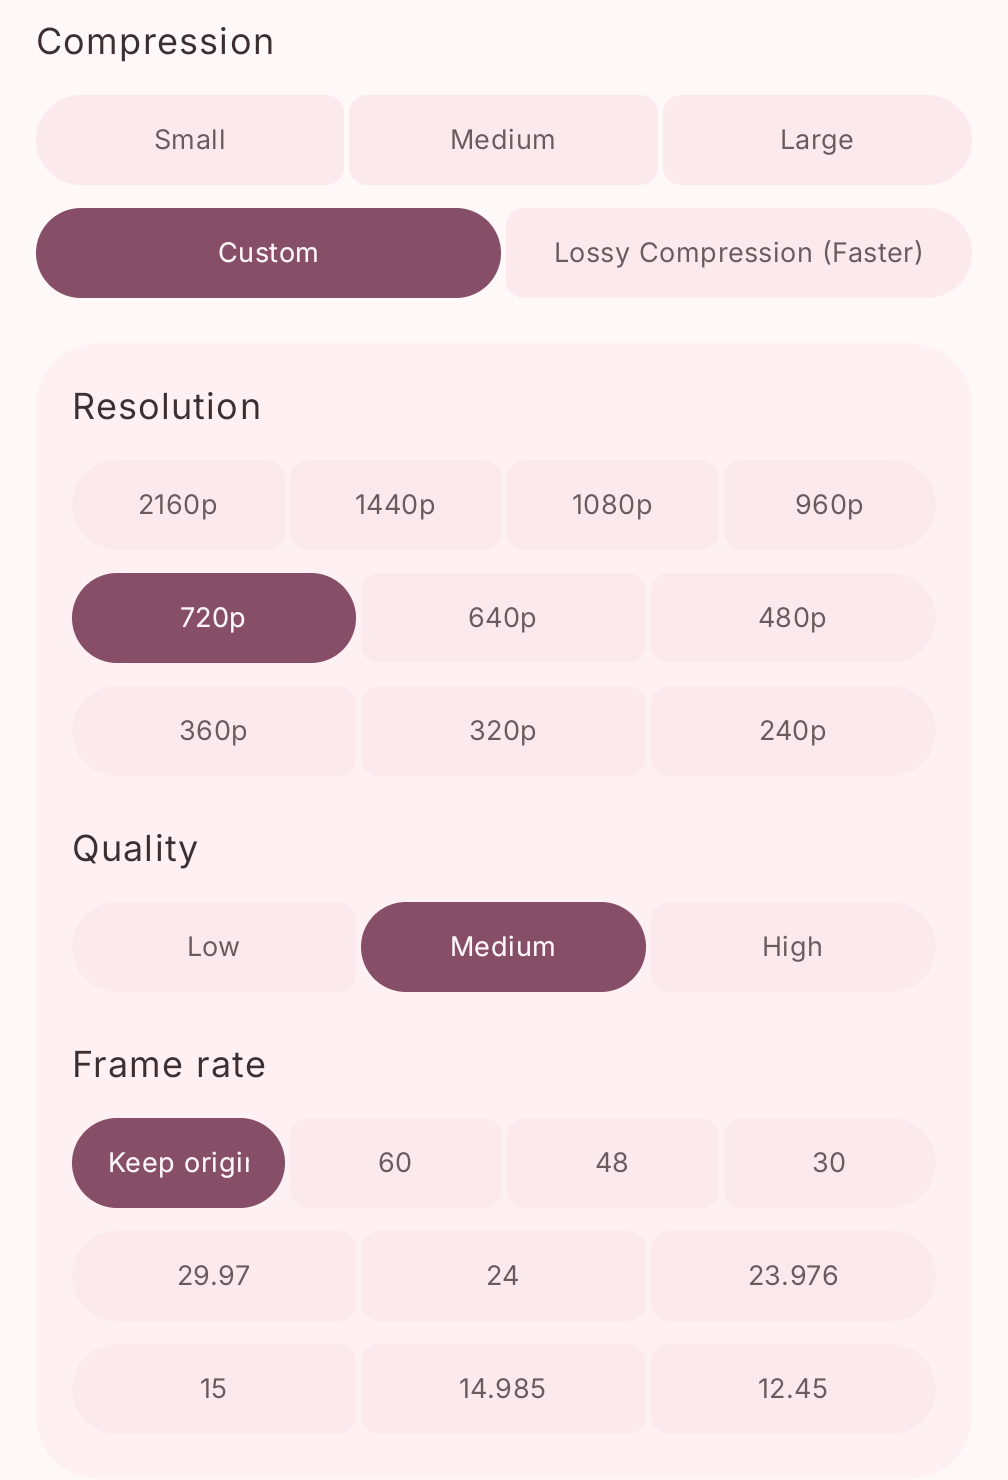 Compression
Small Medium Large
Custom Lossy Compression (Faster)
Resolution
2160p 1440p 1080p 960p
720p 640p 480p
360p 320p 240p
Quality
Low Medium High
Frame rate
Keep origin 60 48 30
29.97 24 23.976
15 14.985 12.45